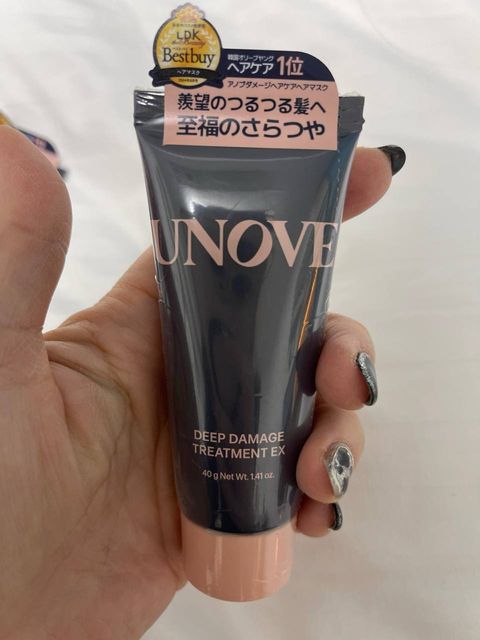 LDK
Bestbuy
ヘアマスク
韓国オリーブヤング
ヘアケア 1位
アノブダメージヘアケアヘアマスク
羨望のつるつる髪へ
至福のさらつや
UNOVE
DEEP DAMAGE
TREATMENT EX
40 g Net Wt. 1.41 oz.